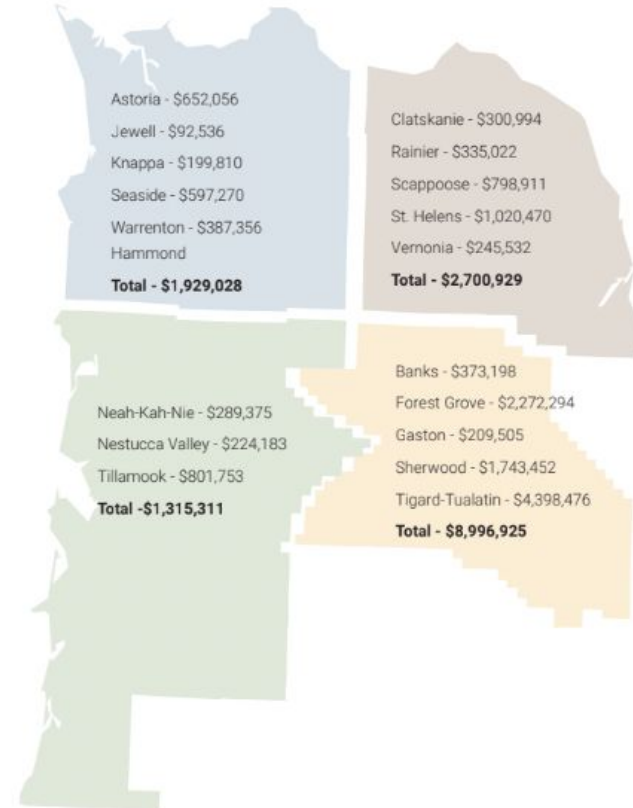 Astoria - $652,056
Jewell - $92,536
Knappa - $199,810
Seaside - $597,270
Warrenton - $387,356
Hammond
Total - $1,929,028
Clatskanie - $300,994
Rainier - $335,022
Scappoose - $798,911
St. Helens - $1,020,470
Vernonia - $245,532
Total - $2,700,929
Neah-Kah-Nie - $289,375
Nestucca Valley - $224,183
Tillamook - $801,753
Total -$1,315,311
Banks - $373,198
Forest Grove - $2,272,294
Gaston - $209,505
Sherwood - $1,743,452
Tigard-Tualatin - $4,398,476
Total - $8,996,925